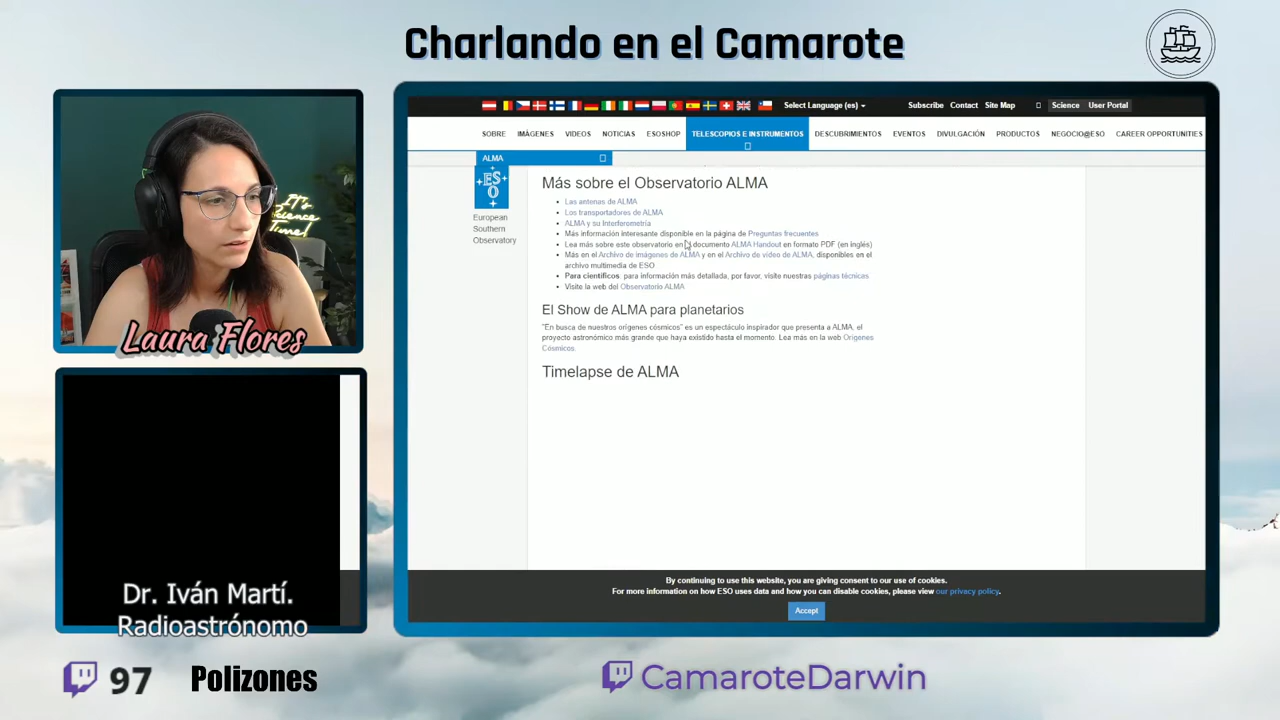 Charlando en el Camarote
Select Language (es)
Subscribe Contact Site Map Science User Portal
SOBRE IMÁGENES VIDEOS NOTICIAS ESOSHOP TELESCOPIOS E INSTRUMENTOS DESCUBRIMIENTOS EVENTOS DIVULGACIÓN PRODUCTOS NEGOCIO@ESO CAREER OPPORTUNITIES
ALMA
ES
O
European
Southern
Observatory
Más sobre el Observatorio ALMA
Las antenas de ALMA
Los transportadores de ALMA
ALMA y su Interferometría
Más información interesante disponible en la página de Preguntas frecuentes
Lea más sobre este observatorio en el documento ALMA Handout en formato PDF (en inglés)
Más en el Archivo de imágenes de ALMA y en el Archivo de vídeo de ALMA, disponibles en el
archivo multimedia de ESO
Para científicos para información más detallada, por favor, visite nuestras páginas técnicas
Visite la web del Observatorio ALMA
El Show de ALMA para planetarios
"En busca de nuestros orígenes cósmicos" es un espectáculo inspirador que presenta a ALMA, el
proyecto astronómico más grande que haya existido hasta el momento. Lea más en la web Orígenes
Cósmicos.
Timelapse de ALMA
By continuing to use this website, you are giving consent to our use of cookies.
For more information on how ESO uses data and how you can disable cookies, please view our privacy policy.
Accept
IT'S
Science
Time!
Laura Flores
Dr. Iván Martí.
Radioastrónomo
97 Polizones
CamaroteDarwin